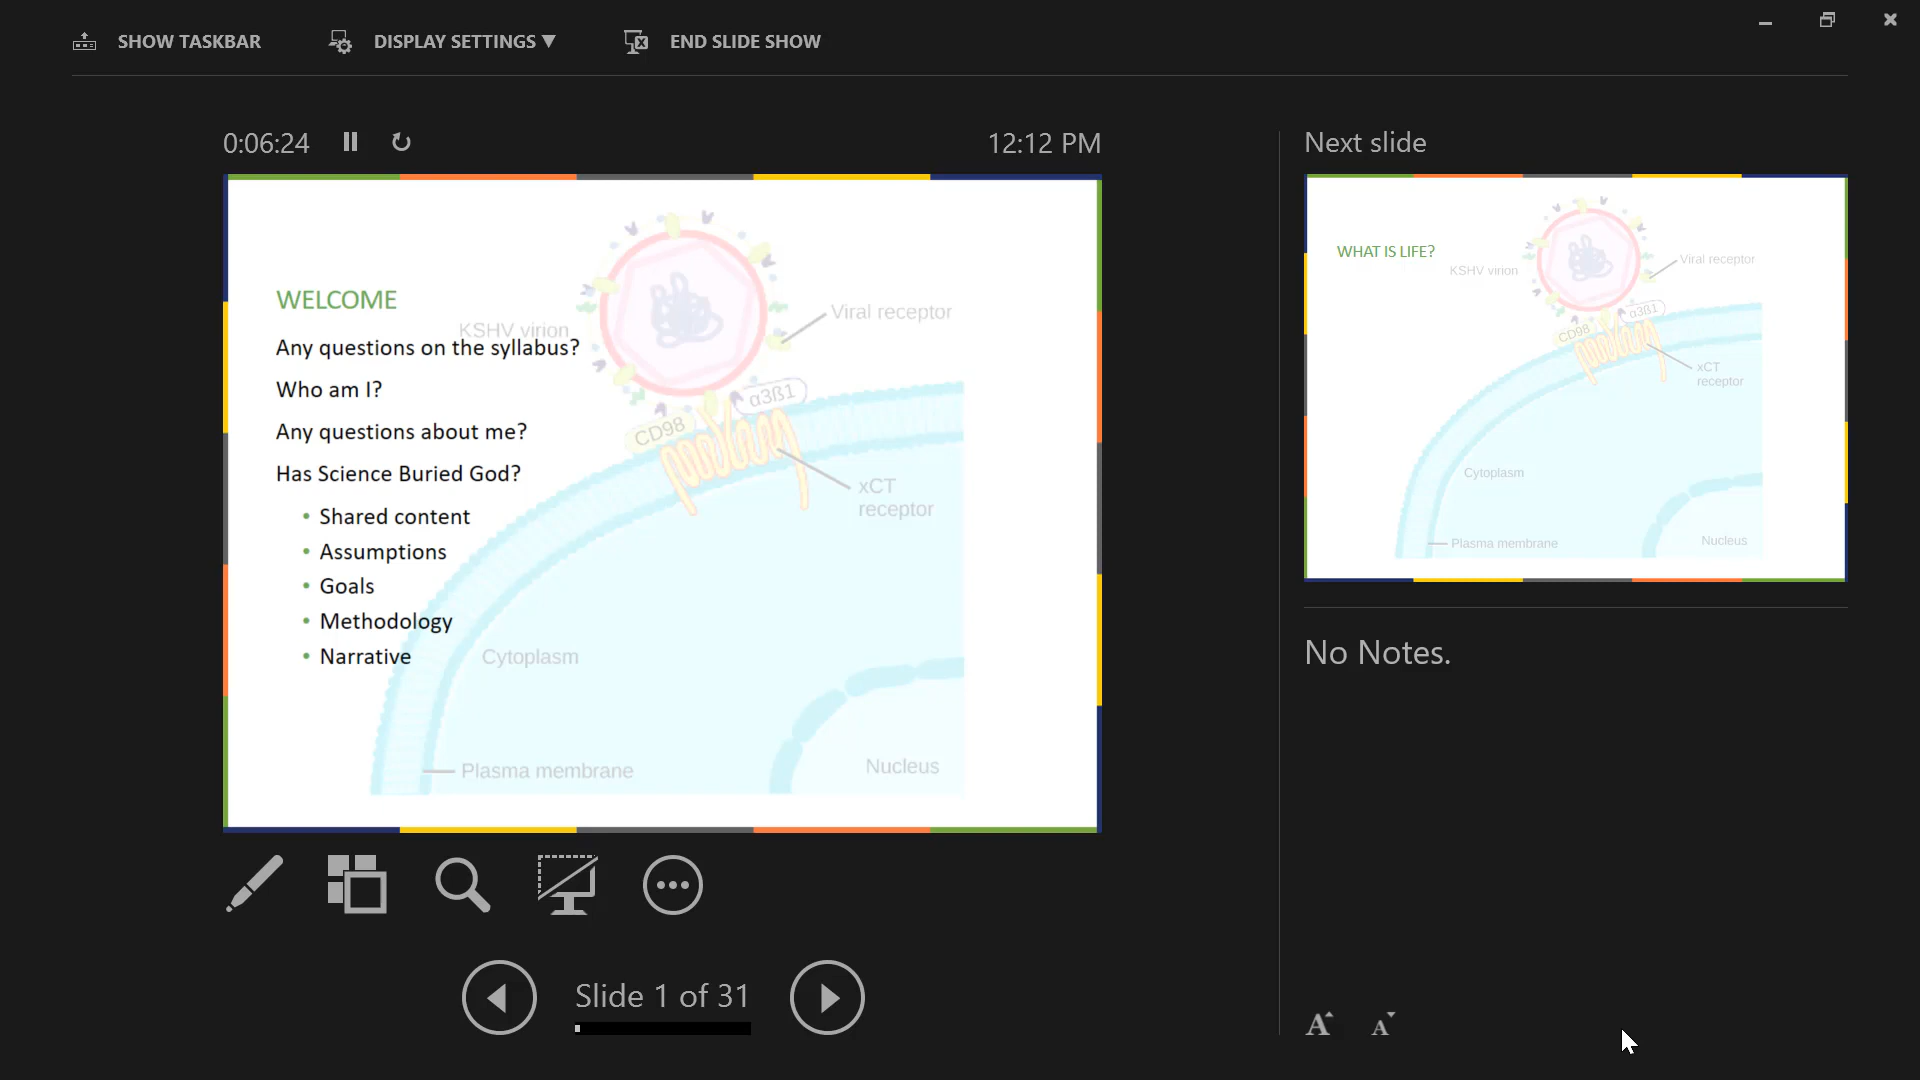 SHOW TASKBAR
DISPLAY SETTINGS ▼
END SLIDE SHOW
0:06:24
12:12 PM
WELCOME
Any questions on the syllabus?
Who am I?
Any questions about me?
Has Science Buried God?
• Shared content
• Assumptions
• Goals
• Methodology
• Narrative
KSHV virion
Viral receptor
α3ß1
CD98
xCT
receptor
Cytoplasm
Plasma membrane
Nucleus
Slide 1 of 31
Next slide
WHAT IS LIFE?
KSHV virion
Viral receptor
α3ß1
CD98
xCT
receptor
Cytoplasm
Plasma membrane
Nucleus
No Notes.
A
A